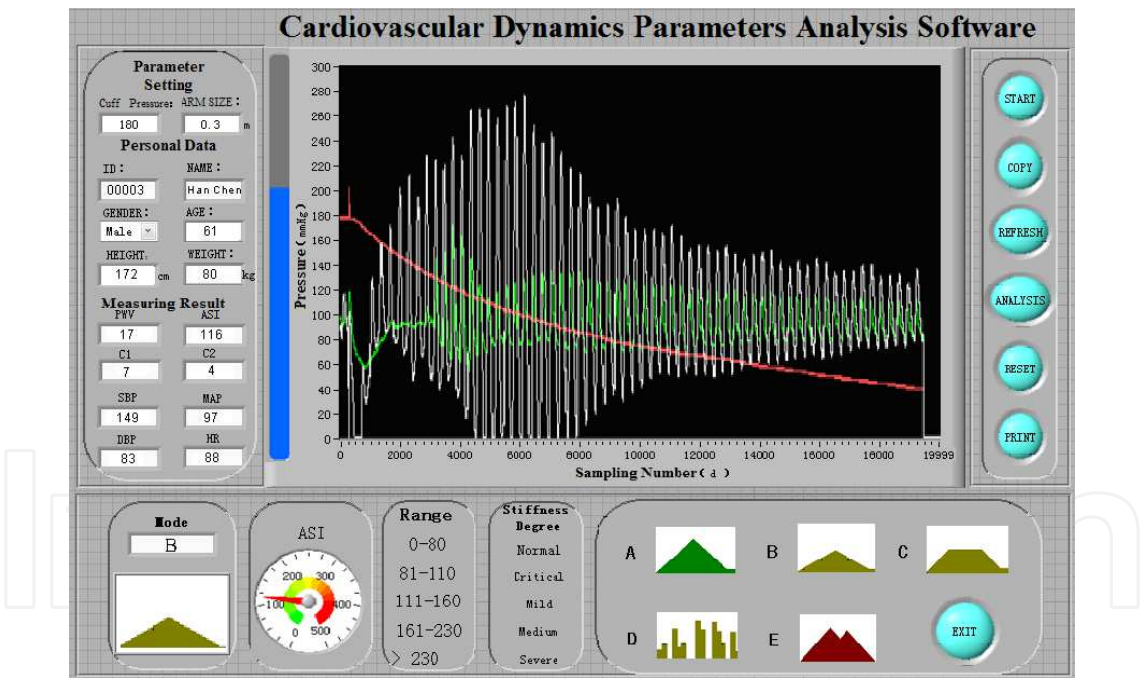 Cardiovascular Dynamics Parameters Analysis Software
Parameter
Setting
Cuff Pressure: ARM SIZE:
180 0.3 m
Personal Data
ID: NAME:
00003 Han Chen
GENDER: AGE:
Male 61
HEIGHT: WEIGHT:
172 cm 80 kg
Measuring Result
PWV ASI
17 116
C1 C2
7 4
SBP MAP
149 97
DBP HR
83 88
Pressure(mmHg)
300
280
260
240
220
200
180
160
140
120
100
80
60
40
20
0
0 2000 4000 6000 8000 10000 12000 14000 16000 18000 19999
Sampling Number(d)
START
COPY
REFRESH
ANALYSIS
RESET
PRINT
Mode
B
ASI
200 300
100 400
0 500
Range
0-80
81-110
111-160
161-230
> 230
Stiffness
Degree
Normal
Critical
Mild
Medium
Severe
A B C
D E
EXIT